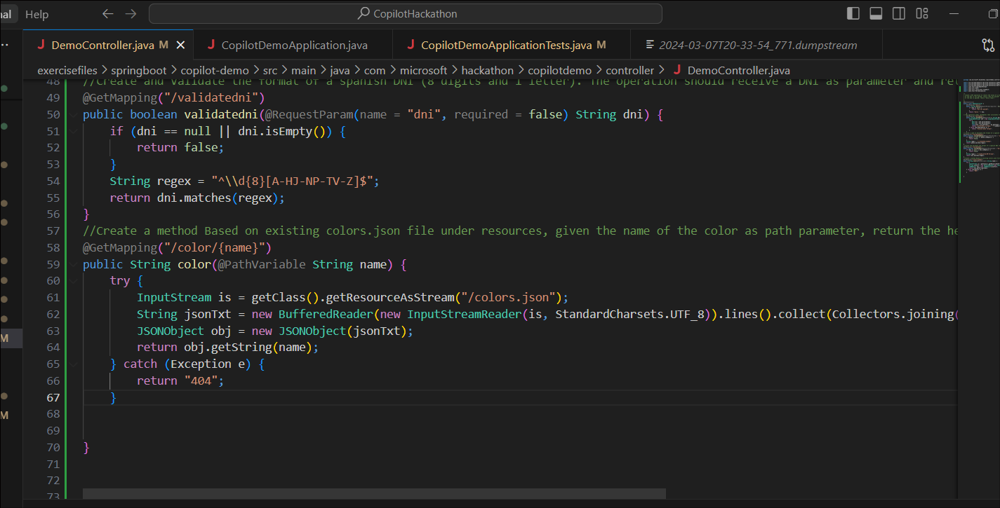 al Help CopilotHackathon
DemoController.java M CopilotDemoApplication.java CopilotDemoApplicationTests.java M 2024-03-07T20-33-54_771.dumpstream
exercisefiles > springboot > copilot-demo > src > main > java > com > microsoft > hackathon > copilotdemo > controller > J DemoController.java
48 //Create and validate the format of a spanish DNI (8 digits and 1 letter). The operation should receive a DNI as parameter and ret
49 @GetMapping("/validatedni")
50 public boolean validatedni(@RequestParam(name = "dni", required = false) String dni) {
51 if (dni == null || dni.isEmpty()) {
52 return false;
53 }
54 String regex = "^\\d{8}[A-HJ-NP-TV-Z]$";
55 return dni.matches(regex);
56 }
57 //Create a method Based on existing colors.json file under resources, given the name of the color as path parameter, return the he
58 @GetMapping("/color/{name}")
59 public String color(@PathVariable String name) {
60 try {
61 InputStream is = getClass().getResourceAsStream("/colors.json");
62 String jsonTxt = new BufferedReader(new InputStreamReader(is, StandardCharsets.UTF_8)).lines().collect(Collectors.joining(
63 JSONObject obj = new JSONObject(jsonTxt);
64 return obj.getString(name);
65 } catch (Exception e) {
66 return "404";
67 }
68
69
70 }
71
72
73
M
M